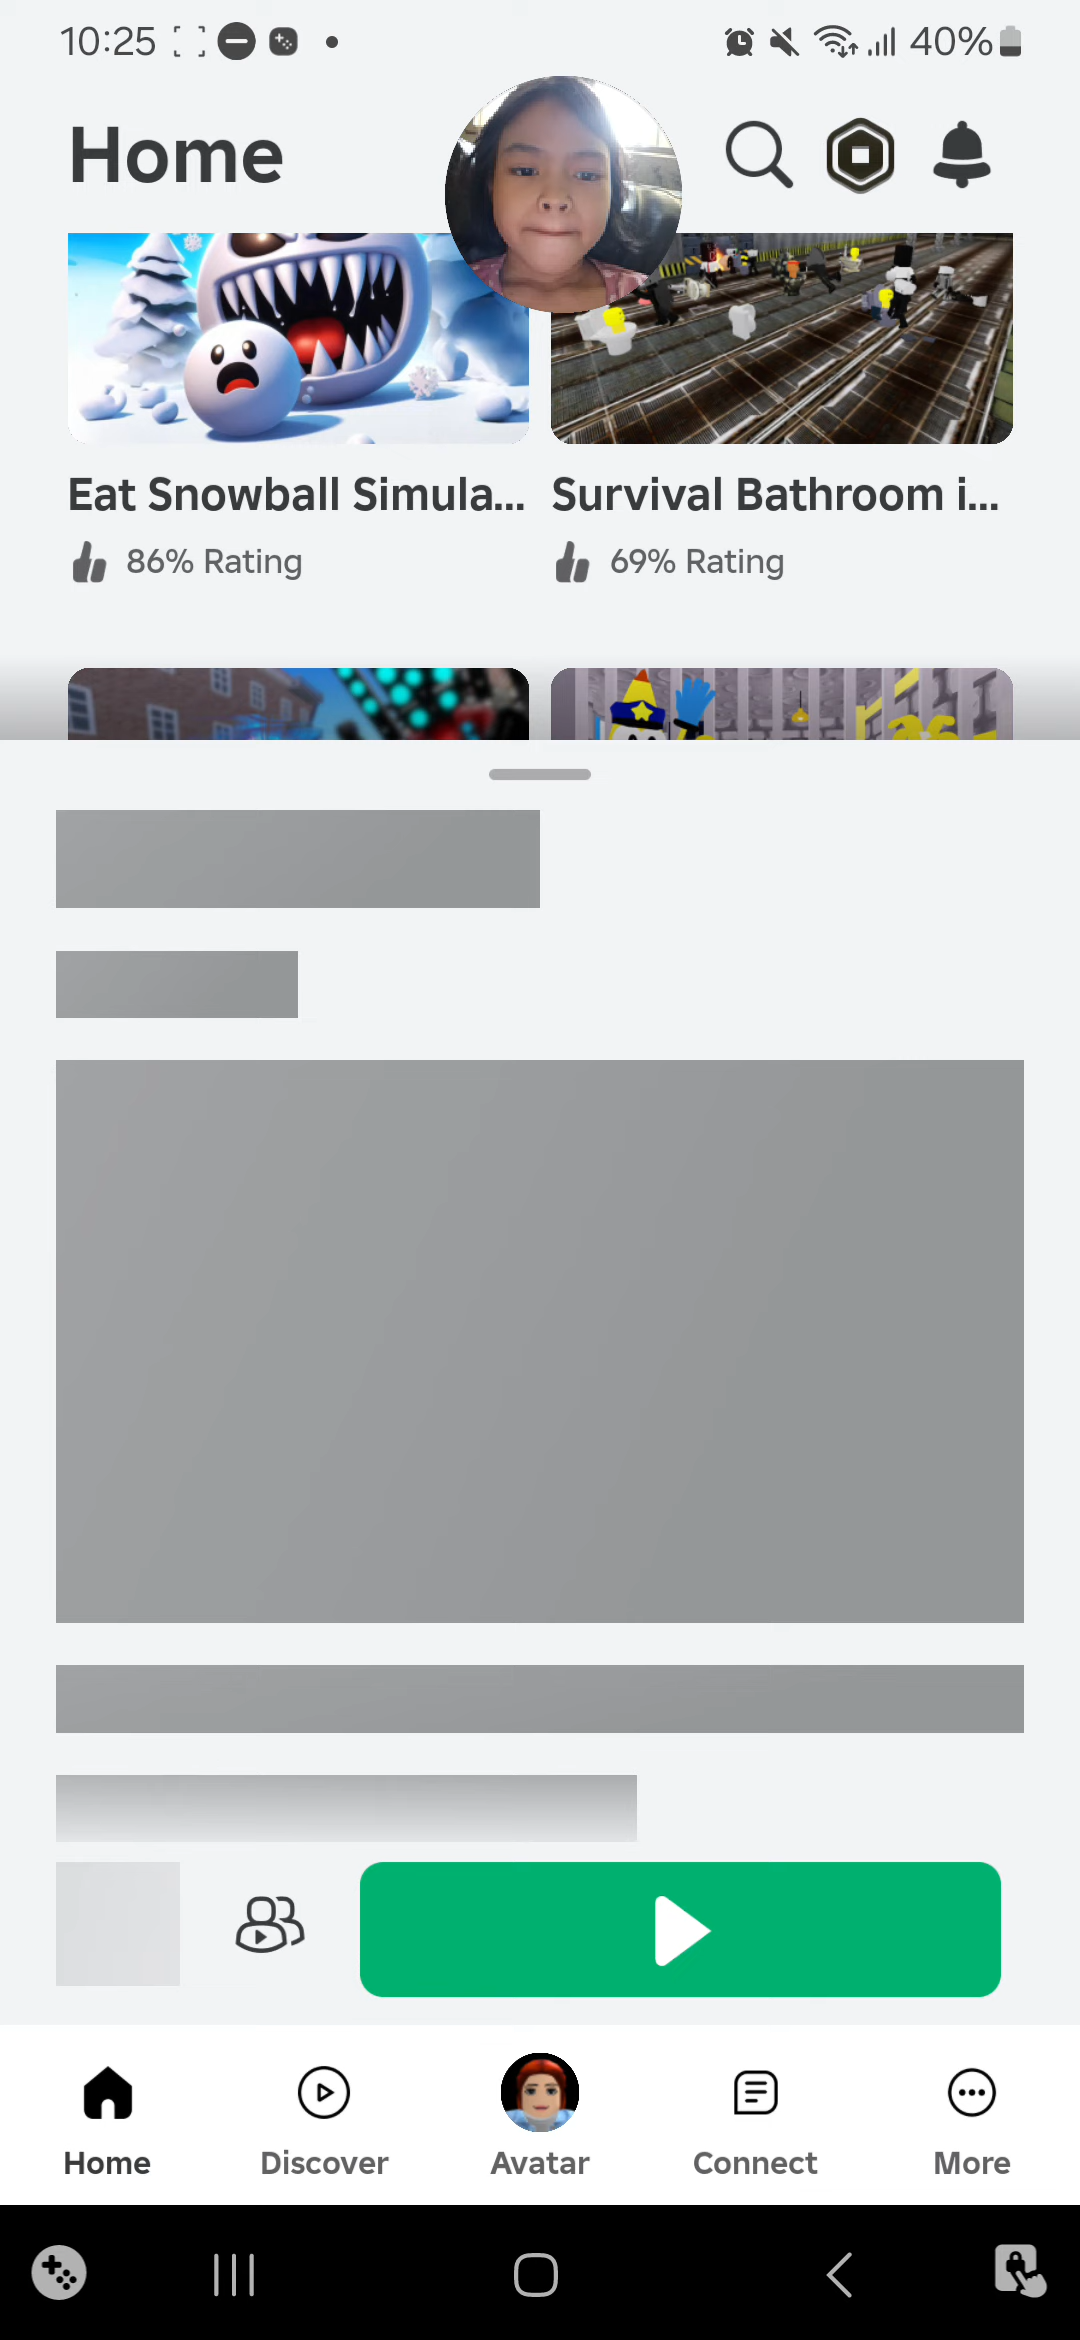 10:25
40%
Home
Eat Snowball Simula...
Survival Bathroom i...
86% Rating
69% Rating
Home
Discover
Avatar
Connect
More